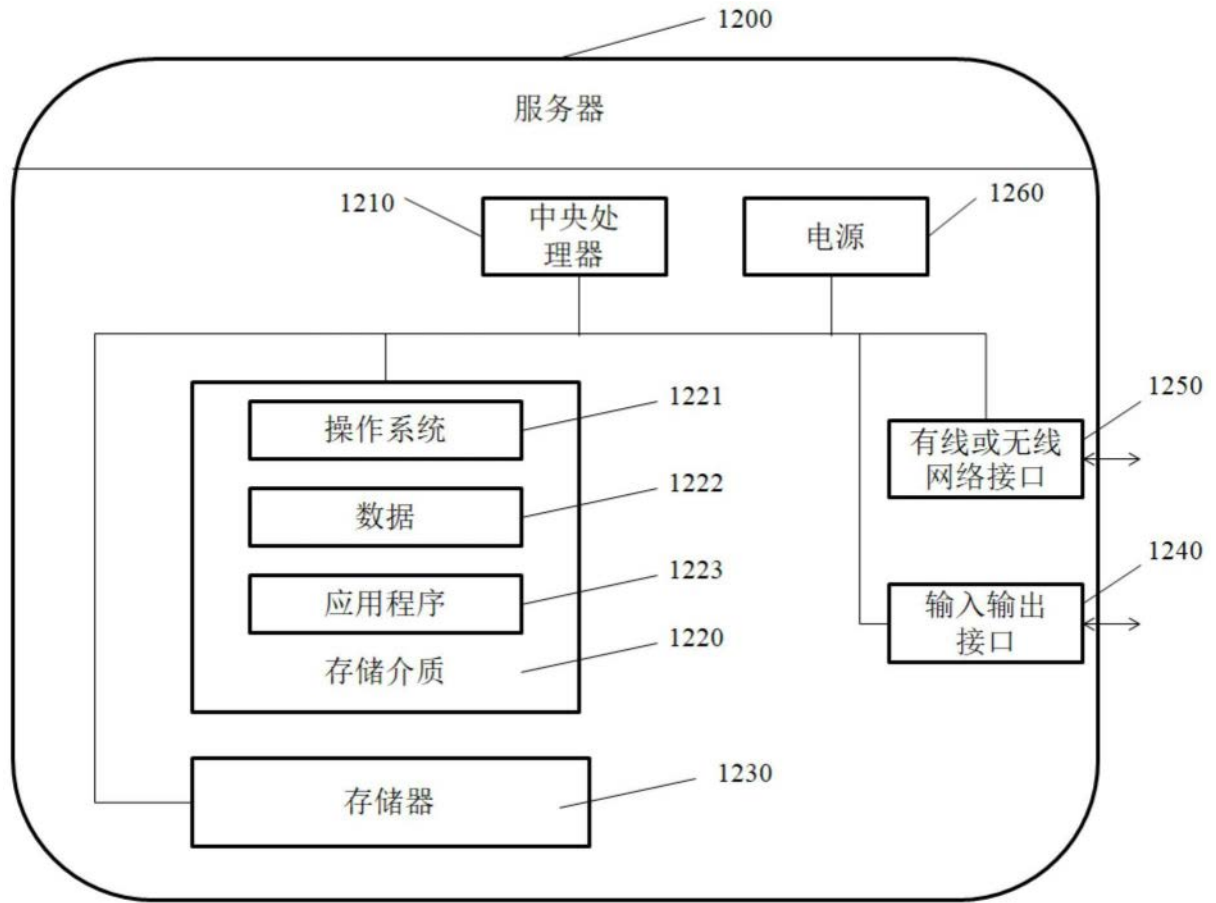 1200
服务器
1210
中央处
理器
1260
电源
1221
操作系统
1250
有线或无线
网络接口
1222
数据
1223
应用程序
1240
输入输出
接口
1220
存储介质
1230
存储器